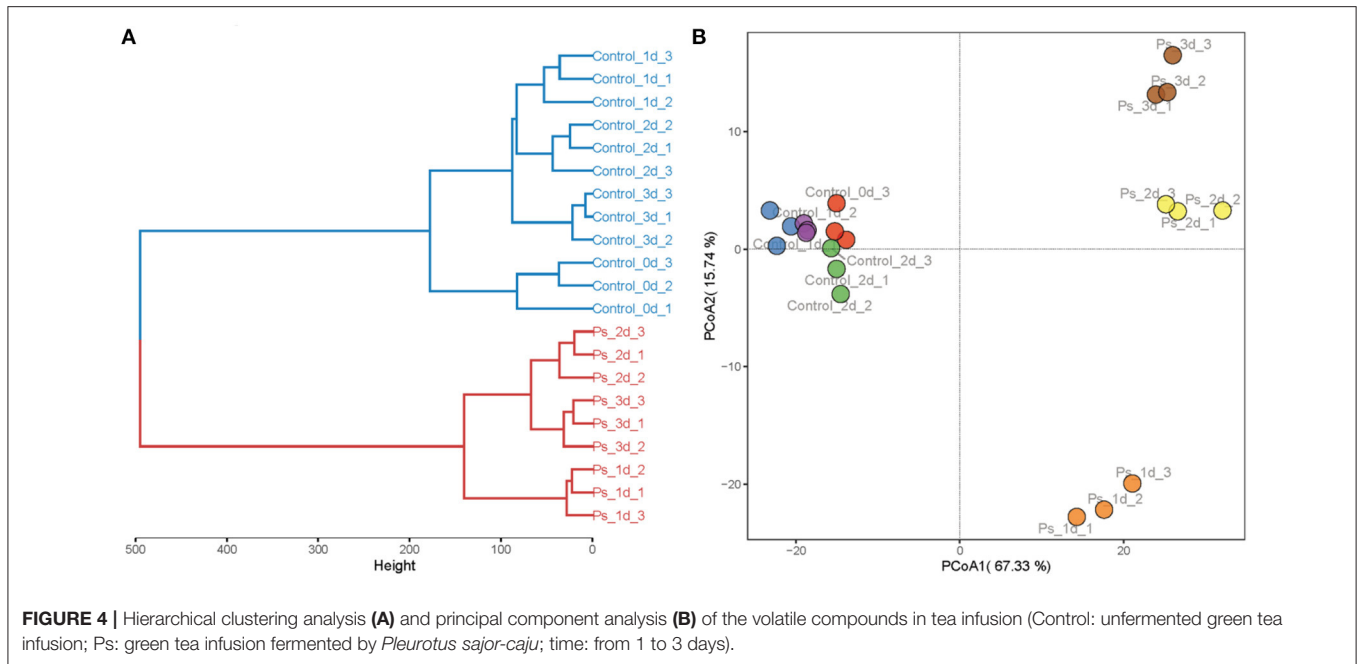 A
Control_1d_3
Control_1d_1
Control_1d_2
Control_2d_2
Control_2d_1
Control_2d_3
Control_3d_3
Control_3d_1
Control_3d_2
Control_0d_3
Control_0d_2
Control_0d_1
Ps_2d_3
Ps_2d_1
Ps_2d_2
Ps_3d_3
Ps_3d_1
Ps_3d_2
Ps_1d_2
Ps_1d_1
Ps_1d_3
500 400 300 200 100 0
Height
B
Ps_3d_3
Ps_3d_2
Ps_3d_1
10
Ps_2d_3
Ps_2d_2
Ps_2d_1
Control_0d_3
Control_1d_2
0
Control_2d_3
Control_2d_1
Control_2d_2
-10
-20
Ps_1d_3
Ps_1d_2
Ps_1d_1
PCoA2( 15.74 %)
-20 0 20
PCoA1( 67.33 %)
FIGURE 4 | Hierarchical clustering analysis (A) and principal component analysis (B) of the volatile compounds in tea infusion (Control: unfermented green tea
infusion; Ps: green tea infusion fermented by Pleurotus sajor-caju; time: from 1 to 3 days).